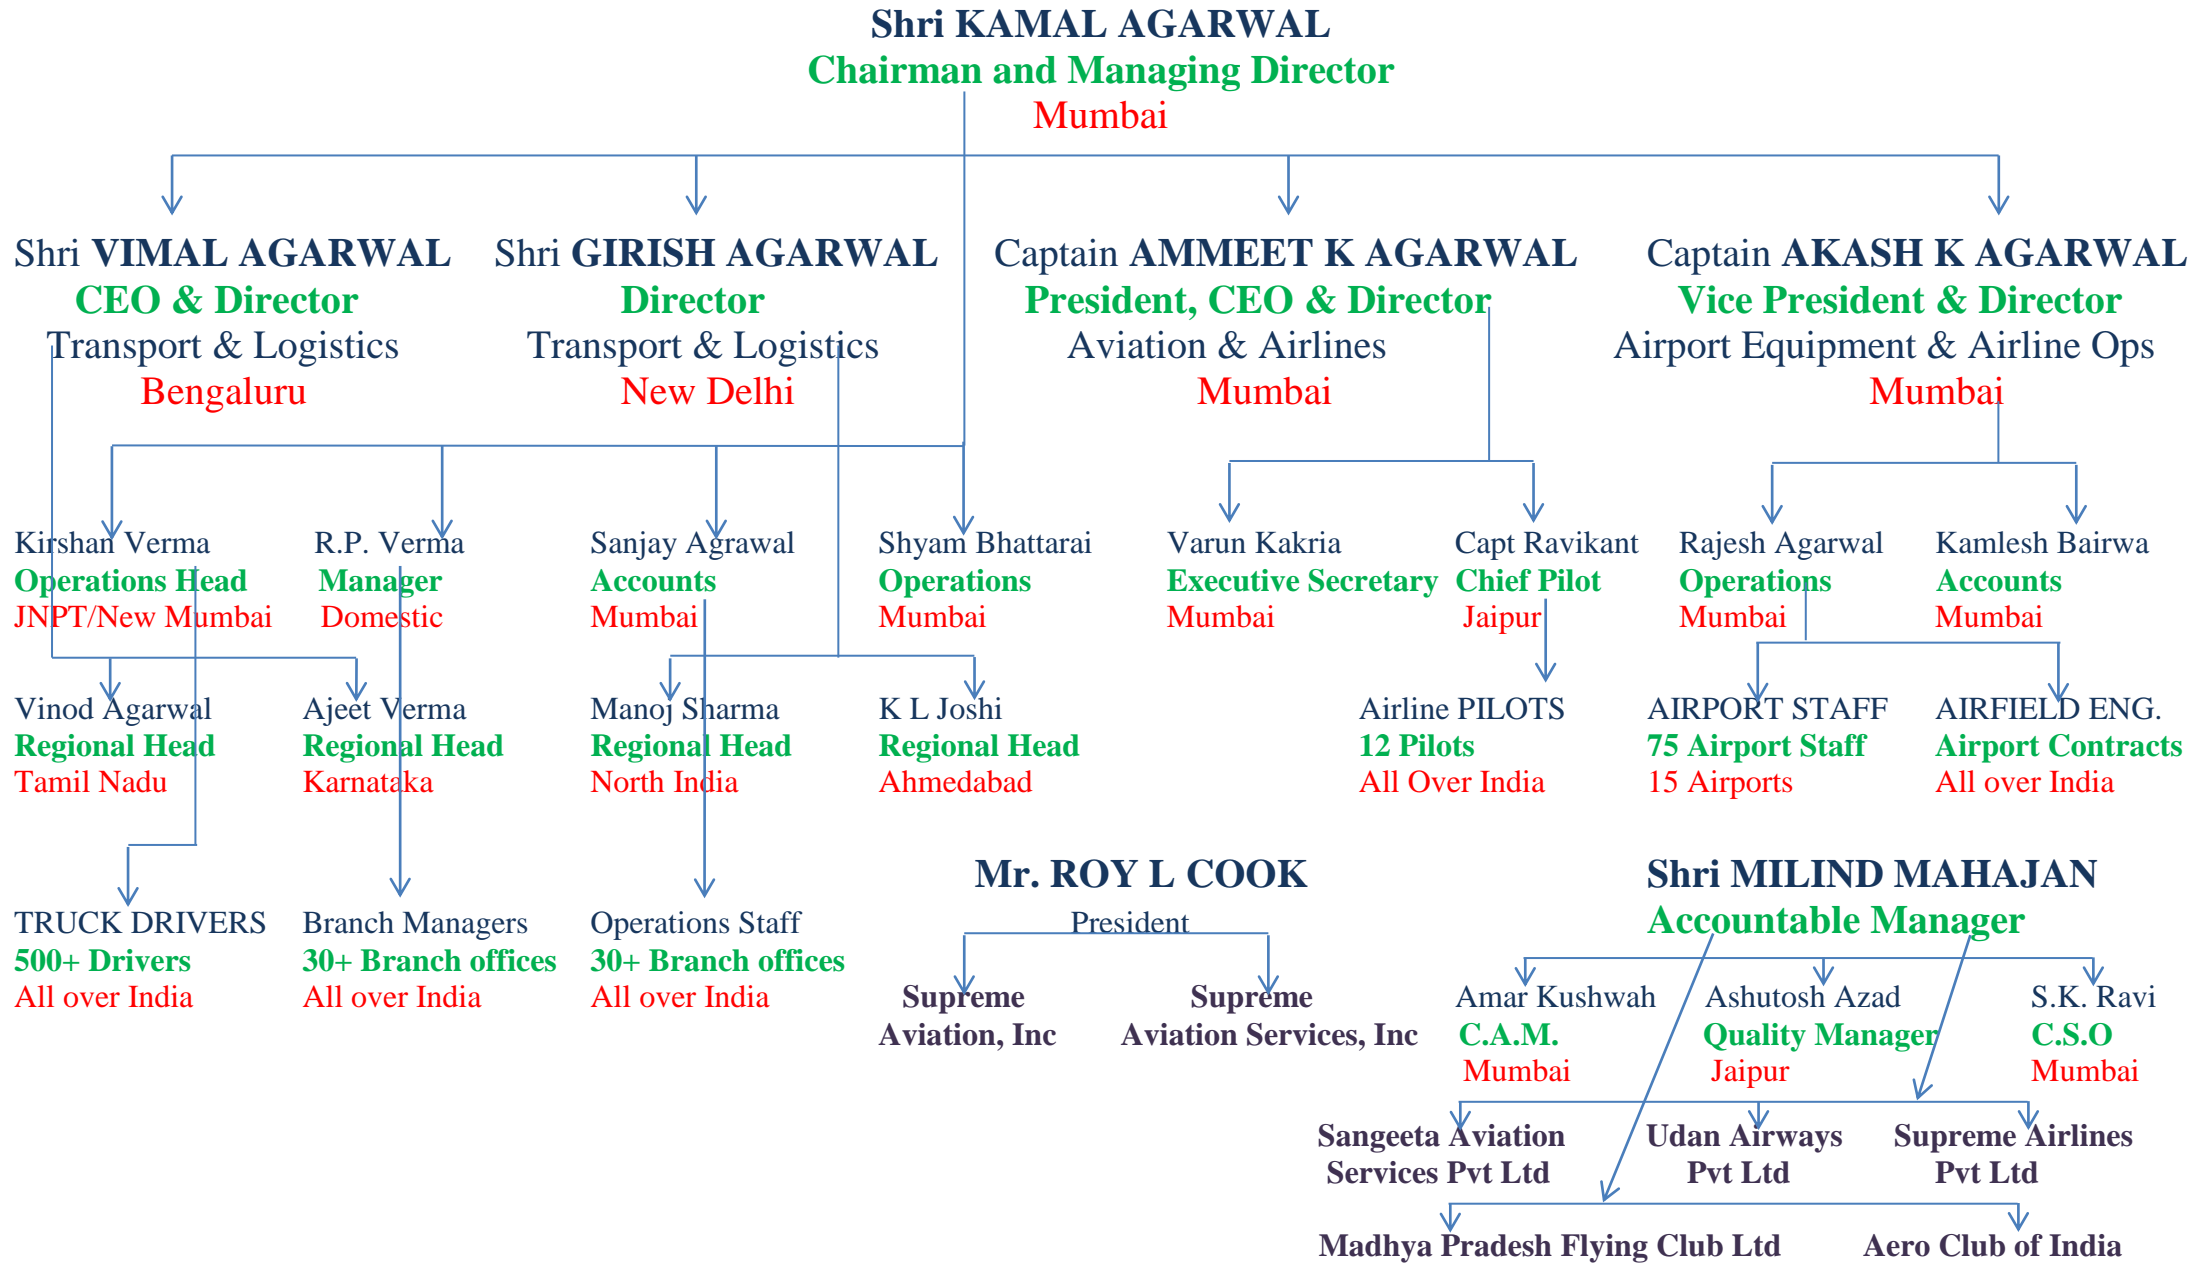 Shri KAMAL AGARWAL
Chairman and Managing Director
Mumbai
Shri VIMAL AGARWAL
CEO & Director
Transport & Logistics
Bengaluru
Shri GIRISH AGARWAL
Director
Transport & Logistics
New Delhi
Captain AMMEET K AGARWAL
President, CEO & Director
Aviation & Airlines
Mumbai
Captain AKASH K AGARWAL
Vice President & Director
Airport Equipment & Airline Ops
Mumbai
Kirshan Verma
Operations Head
JNPT/New Mumbai
R.P. Verma
Manager
Domestic
Sanjay Agrawal
Accounts
Mumbai
Shyam Bhattarai
Operations
Mumbai
Varun Kakria
Executive Secretary
Mumbai
Capt Ravikant
Chief Pilot
Jaipur
Rajesh Agarwal
Operations
Mumbai
Kamlesh Bairwa
Accounts
Mumbai
Vinod Agarwal
Regional Head
Tamil Nadu
Ajeet Verma
Regional Head
Karnataka
Manoj Sharma
Regional Head
North India
K L Joshi
Regional Head
Ahmedabad
Airline PILOTS
12 Pilots
All Over India
AIRPORT STAFF
75 Airport Staff
15 Airports
AIRFIELD ENG.
Airport Contracts
All over India
TRUCK DRIVERS
500+ Drivers
All over India
Branch Managers
30+ Branch offices
All over India
Operations Staff
30+ Branch offices
All over India
Mr. ROY L COOK
President
Supreme
Aviation, Inc
Supreme
Aviation Services, Inc
Shri MILIND MAHAJAN
Accountable Manager
Amar Kushwah
C.A.M.
Mumbai
Ashutosh Azad
Quality Manager
Jaipur
S.K. Ravi
C.S.O
Mumbai
Sangeeta Aviation
Services Pvt Ltd
Udan Airways
Pvt Ltd
Supreme Airlines
Pvt Ltd
Madhya Pradesh Flying Club Ltd
Aero Club of India